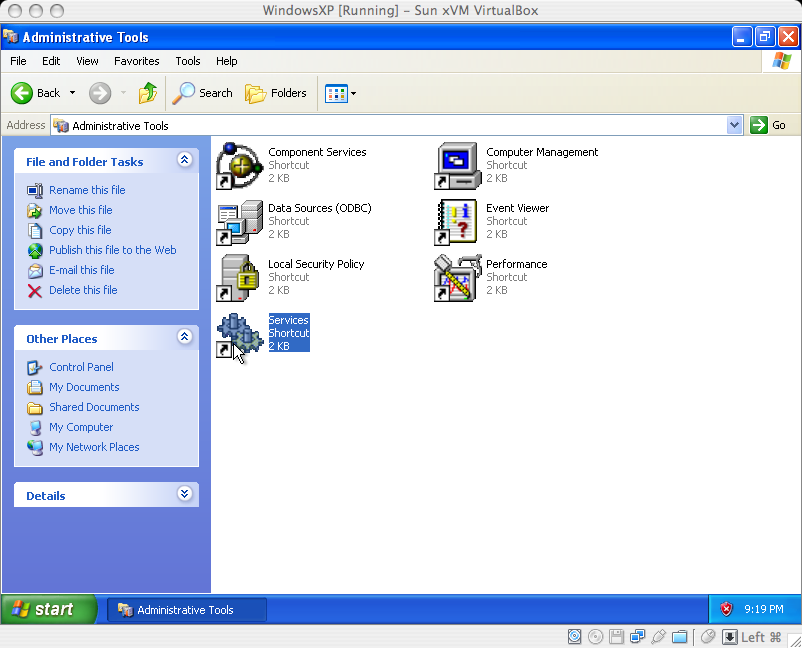 WindowsXP [Running] – Sun xVM VirtualBox
Administrative Tools
File Edit View Favorites Tools Help
Back Search Folders
Address Administrative Tools Go
File and Folder Tasks
Rename this file
Move this file
Copy this file
Publish this file to the Web
E-mail this file
Delete this file
Other Places
Control Panel
My Documents
Shared Documents
My Computer
My Network Places
Details
Component Services
Shortcut
2 KB
Computer Management
Shortcut
2 KB
Data Sources (ODBC)
Shortcut
2 KB
Event Viewer
Shortcut
2 KB
Local Security Policy
Shortcut
2 KB
Performance
Shortcut
2 KB
Services
Shortcut
2 KB
start Administrative Tools 9:19 PM
Left ⌘